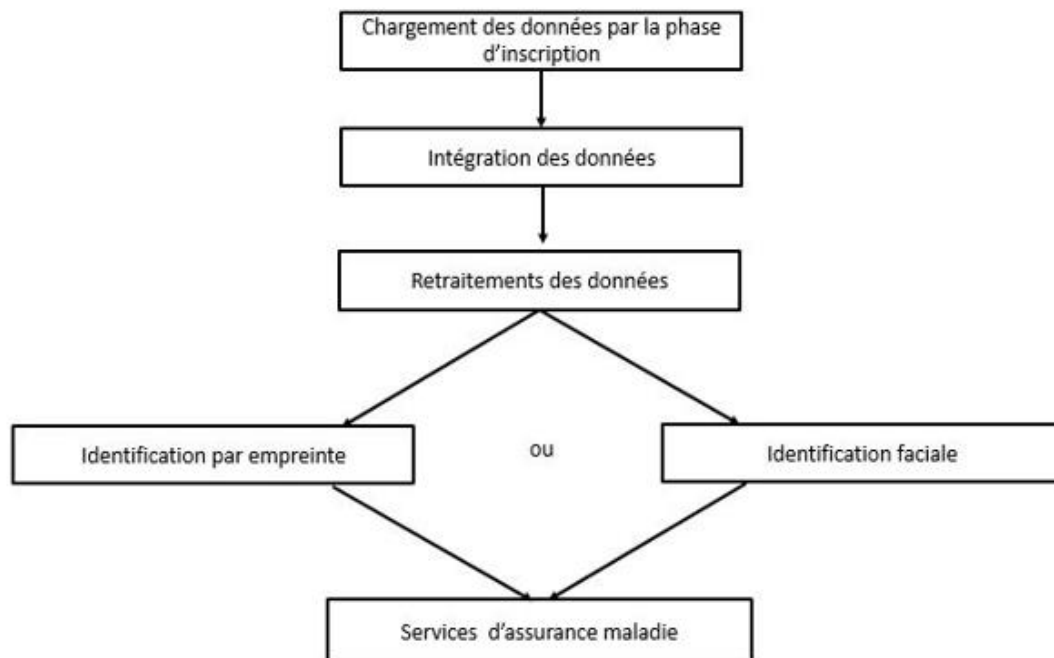 Chargement des données par la phase
d'inscription
Intégration des données
Retraitements des données
Identification par empreinte
ou
Identification faciale
Services d'assurance maladie